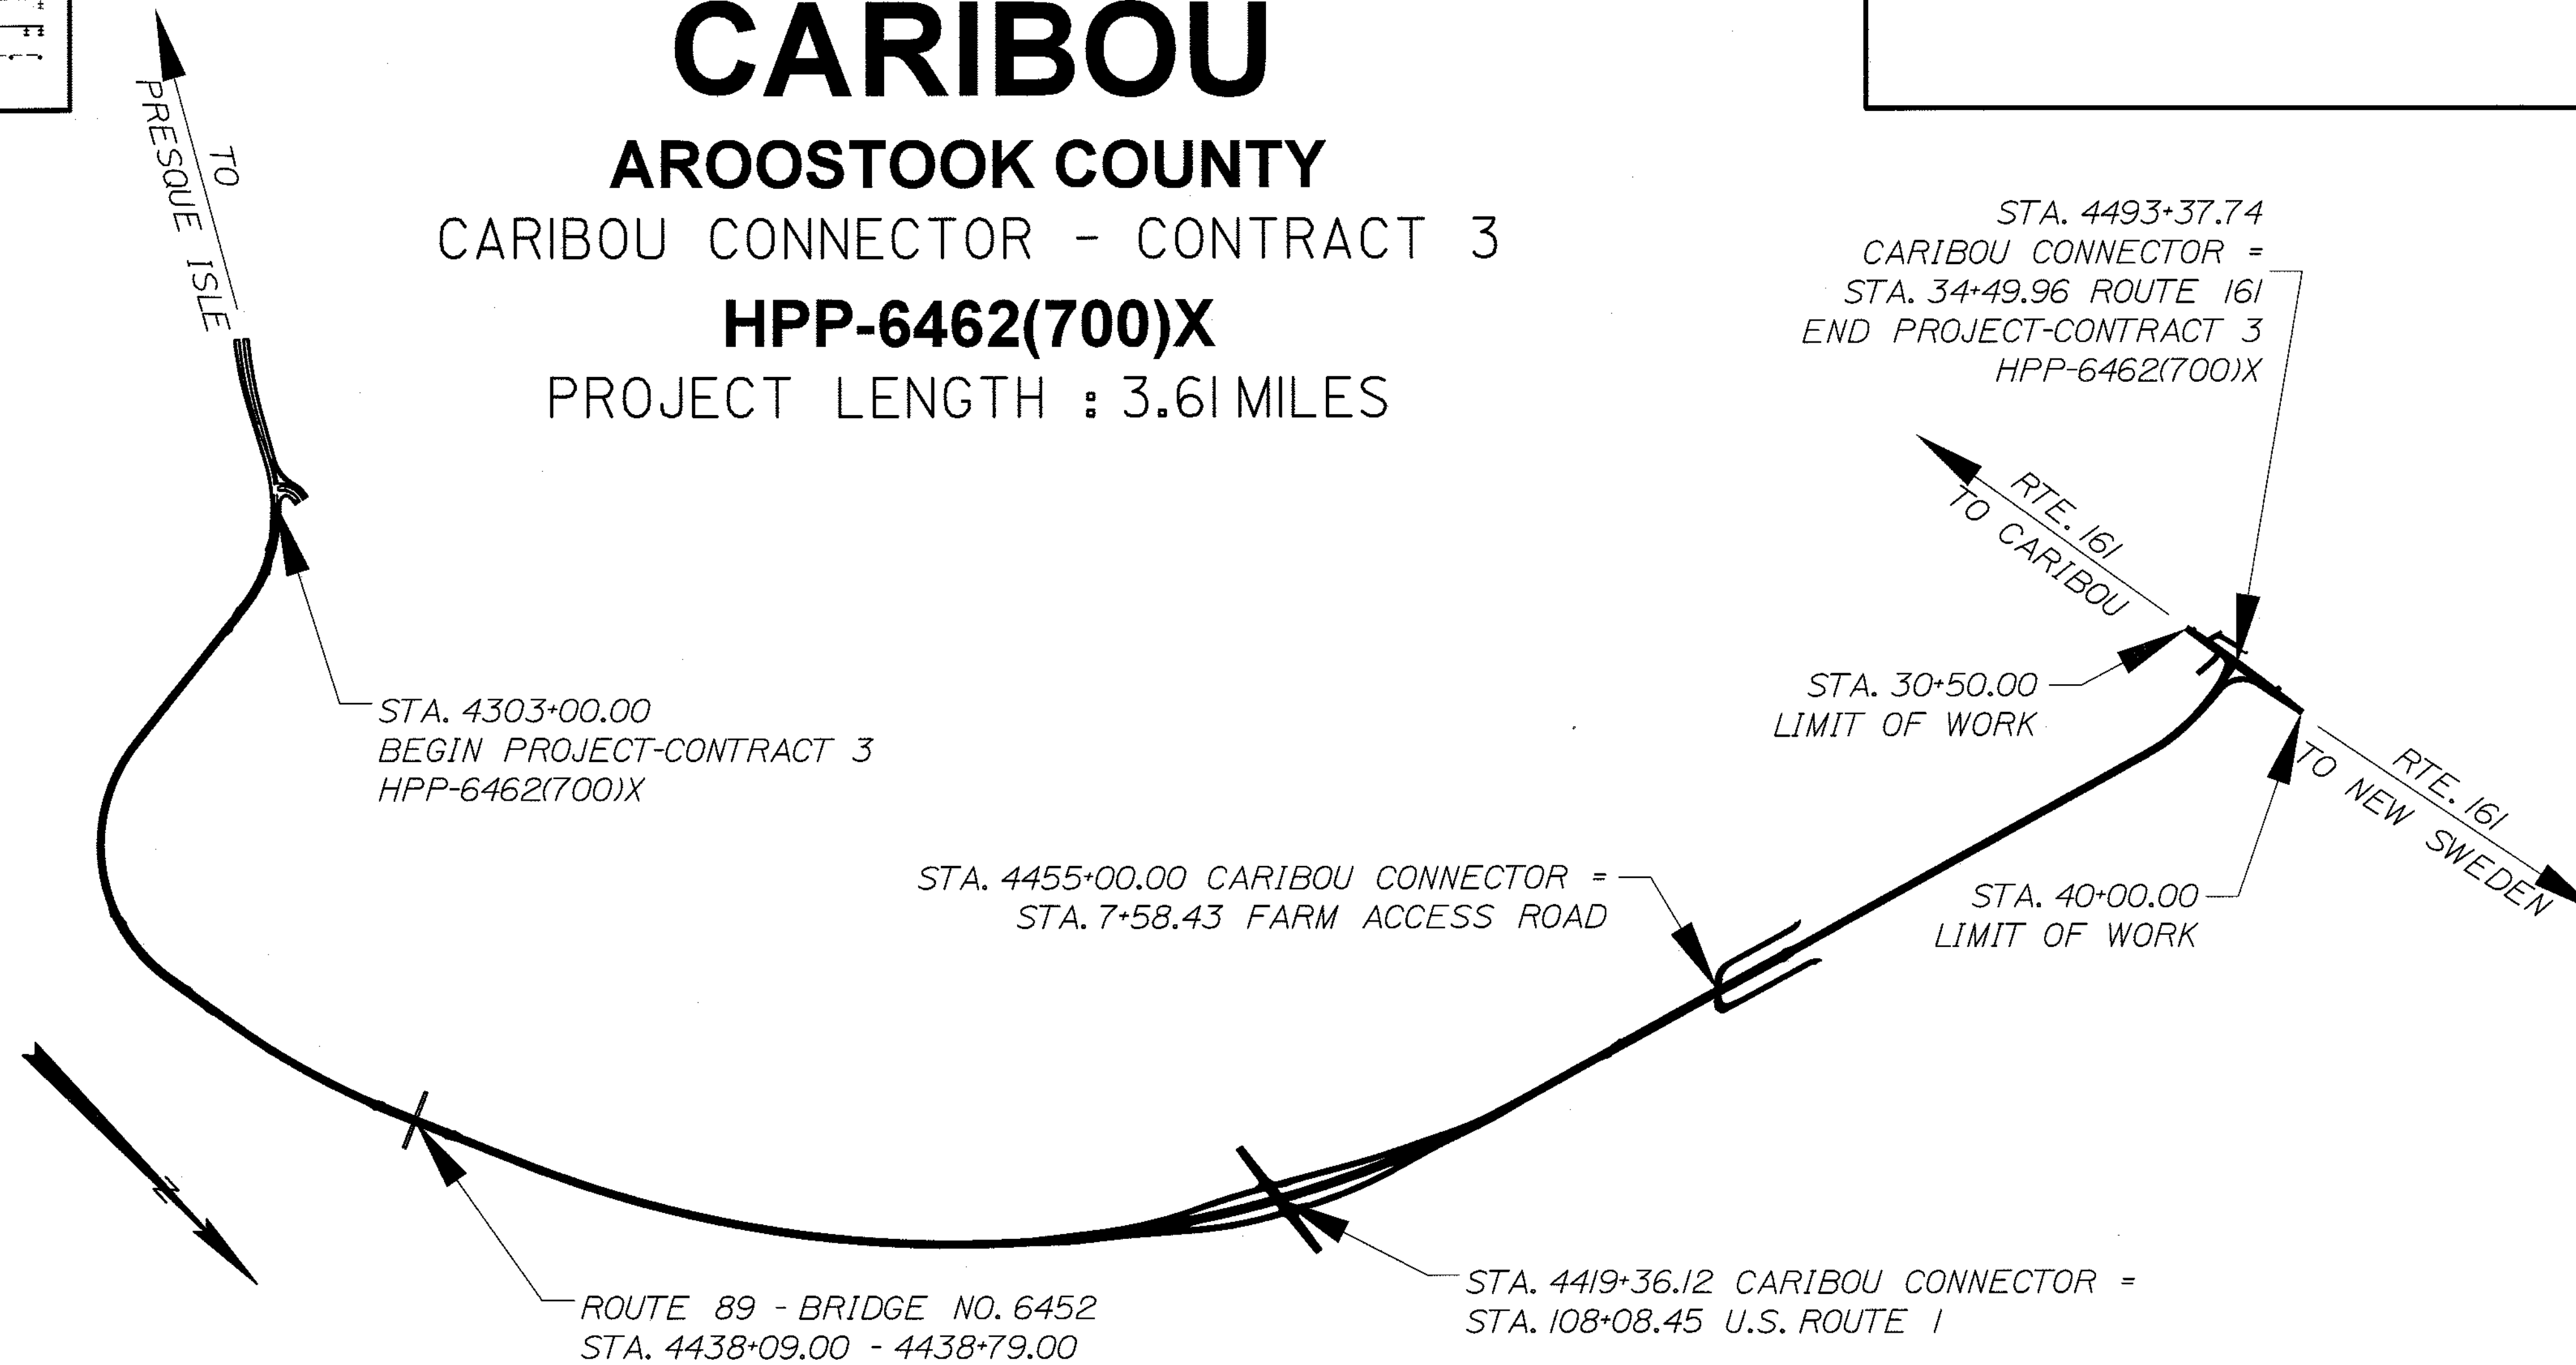 CARIBOU
AROOSTOOK COUNTY
CARIBOU CONNECTOR - CONTRACT 3
HPP-6462(700)X
PROJECT LENGTH : 3.61 MILES
TO
PRESQUE ISLE
STA. 4493+37.74
CARIBOU CONNECTOR =
STA. 34+49.96 ROUTE 161
END PROJECT-CONTRACT 3
HPP-6462(700)X
RTE. 161
TO CARIBOU
STA. 30+50.00
LIMIT OF WORK
STA. 4303+00.00
BEGIN PROJECT-CONTRACT 3
HPP-6462(700)X
RTE. 161
TO NEW SWEDEN
STA. 4455+00.00 CARIBOU CONNECTOR =
STA. 7+58.43 FARM ACCESS ROAD
STA. 40+00.00
LIMIT OF WORK
N
STA. 4419+36.12 CARIBOU CONNECTOR =
STA. 108+08.45 U.S. ROUTE 1
ROUTE 89 - BRIDGE NO. 6452
STA. 4438+09.00 - 4438+79.00